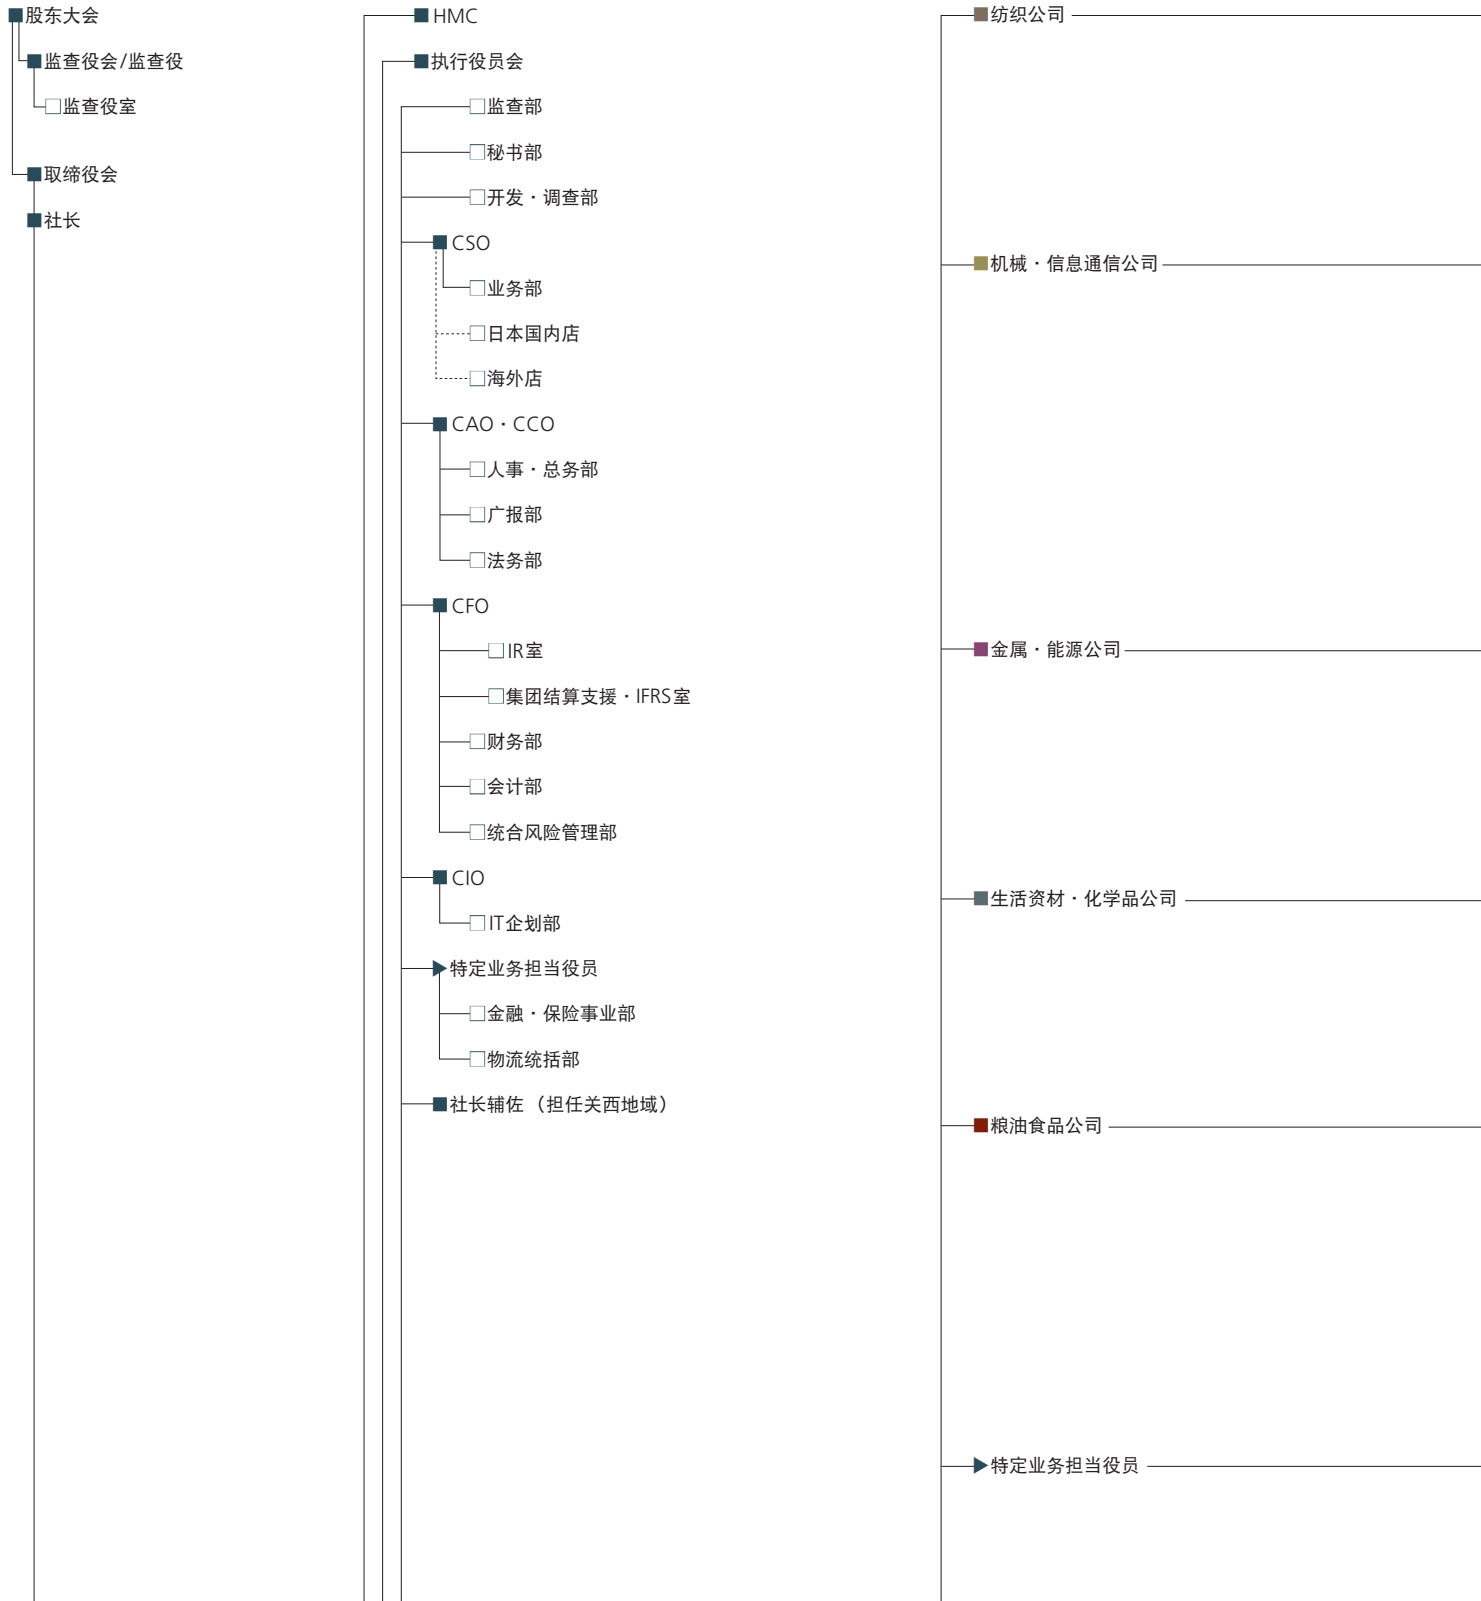 股东大会
监查役会/监查役
监查役室
取缔役会
社长
HMC
执行役员会
监查部
秘书部
开发・调查部
CSO
业务部
日本国内店
海外店
CAO・CCO
人事・总务部
广报部
法务部
CFO
IR室
集团结算支援・IFRS室
财务部
会计部
统合风险管理部
CIO
IT企划部
特定业务担当役员
金融・保险事业部
物流统括部
社长辅佐（担任关西地域）
纺织公司
机械・信息通信公司
金属・能源公司
生活资材・化学品公司
粮油食品公司
特定业务担当役员